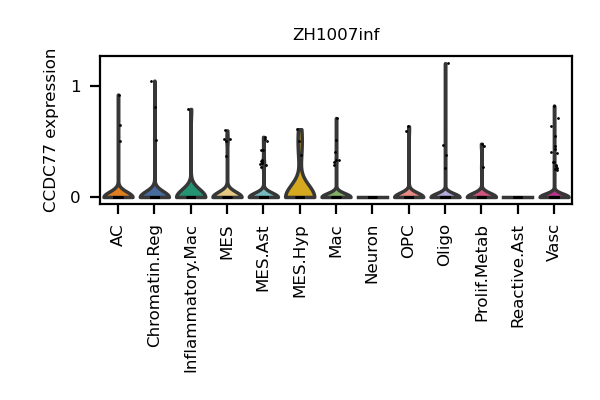 ZH1007inf
CCDC77 expression
1
0
AC
Chromatin.Reg
Inflammatory.Mac
MES
MES.Ast
MES.Hyp
Mac
Neuron
OPC
Oligo
Prolif.Metab
Reactive.Ast
Vasc